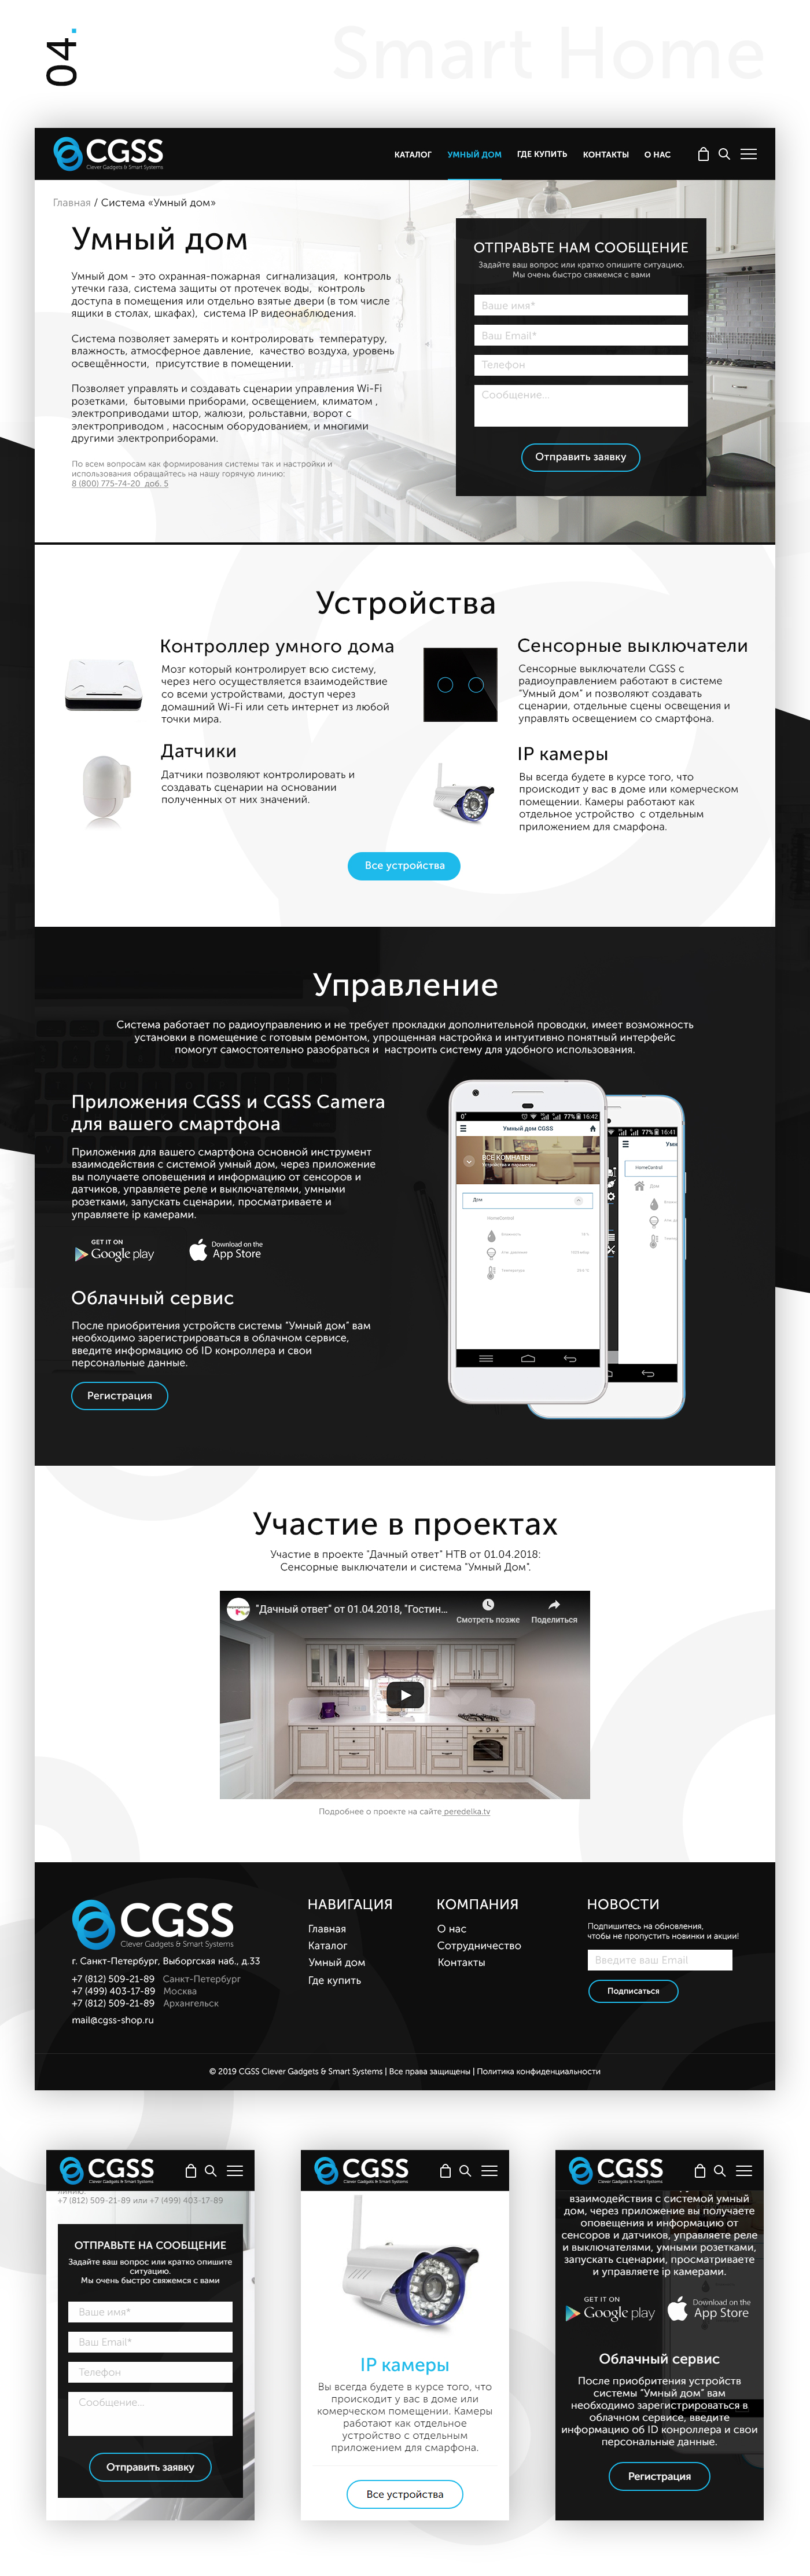 04.
Smart Home
CGSS
Clever Gadgets & Smart Systems
КАТАЛОГ УМНЫЙ ДОМ ГДЕ КУПИТЬ КОНТАКТЫ О НАС
Главная / Система «Умный дом»
Умный дом
Умный дом - это охранная-пожарная сигнализация, контроль
утечки газа, система защиты от протечек воды, контроль
доступа в помещения или отдельно взятые двери (в том числе
ящики в столах, шкафах), система IP видеонаблюдения.
Система позволяет замерять и контролировать температуру,
влажность, атмосферное давление, качество воздуха, уровень
освещённости, присутствие в помещении.
Позволяет управлять и создавать сценарии управления Wi-Fi
розетками, бытовыми приборами, освещением, климатом ,
электроприводами штор, жалюзи, рольставни, ворот с
электроприводом , насосным оборудованием, и многими
другими электроприборами.
По всем вопросам как формирования системы так и настройки и
использования обращайтесь на нашу горячую линию:
8 (800) 775-74-20 доб. 5
ОТПРАВЬТЕ НАМ СООБЩЕНИЕ
Задайте ваш вопрос или кратко опишите ситуацию.
Мы очень быстро свяжемся с вами
Ваше имя*
Ваш Email*
Телефон
Сообщение...
Отправить заявку
Устройства
Контроллер умного дома
Мозг который контролирует всю систему,
через него осуществляется взаимодействие
со всеми устройствами, доступ через
домашний Wi-Fi или сеть интернет из любой
точки мира.
Сенсорные выключатели
Сенсорные выключатели CGSS с
радиоуправлением работают в системе
"Умный дом" и позволяют создавать
сценарии, отдельные сцены освещения и
управлять освещением со смартфона.
Датчики
Датчики позволяют контролировать и
создавать сценарии на основании
полученных от них значений.
IP камеры
Вы всегда будете в курсе того, что
происходит у вас в доме или комерческом
помещении. Камеры работают как
отдельное устройство с отдельным
приложением для смарфона.
Все устройства
Управление
Система работает по радиоуправлению и не требует прокладки дополнительной проводки, имеет возможность
установки в помещение с готовым ремонтом, упрощенная настройка и интуитивно понятный интерфейс
помогут самостоятельно разобраться и настроить систему для удобного использования.
Приложения CGSS и CGSS Camera
для вашего смартфона
Приложения для вашего смартфона основной инструмент
взаимодействия с системой умный дом, через приложение
вы получаете оповещения и информацию от сенсоров и
датчиков, управляете реле и выключателями, умными
розетками, запускать сценарии, просматриваете и
управляете ip камерами.
GET IT ON
Google play
Download on the
App Store
Облачный сервис
После приобритения устройств системы "Умный дом" вам
необходимо зарегистрироваться в облачном сервисе,
введите информацию об ID конроллера и свои
персональные данные.
Регистрация
77% 16:42
Умный дом CGSS
ВСЕ КОМНАТЫ
Устройства и параметры
Дом
HomeControl
Влажность
Температура
77% 16:41
Умн
HomeControl
Дом
Участие в проектах
Участие в проекте "Дачный ответ" НТВ от 01.04.2018:
Сенсорные выключатели и система "Умный Дом".
"Дачный ответ" от 01.04.2018, "Гостин...
Смотреть позже
Поделиться
Подробнее о проекте на сайте peredelka.tv
CGSS
Clever Gadgets & Smart Systems
г. Санкт-Петербург, Выборгская наб., д.33
+7 (812) 509-21-89 Санкт-Петербург
+7 (499) 403-17-89 Москва
+7 (812) 509-21-89 Архангельск
mail@cgss-shop.ru
НАВИГАЦИЯ
Главная
Каталог
Умный дом
Где купить
КОМПАНИЯ
О нас
Сотрудничество
Контакты
НОВОСТИ
Подпишитесь на обновления,
чтобы не пропустить новинки и акции!
Введите ваш Email
Подписаться
© 2019 CGSS Clever Gadgets & Smart Systems | Все права защищены | Политика конфиденциальности
CGSS
Clever Gadgets & Smart Systems
линию:
+7 (812) 509-21-89 или +7 (499) 403-17-89
ОТПРАВЬТЕ НА СООБЩЕНИЕ
Задайте ваш вопрос или кратко опишите
ситуацию.
Мы очень быстро свяжемся с вами
Ваше имя*
Ваш Email*
Телефон
Сообщение...
Отправить заявку
CGSS
Clever Gadgets & Smart Systems
IP камеры
Вы всегда будете в курсе того, что
происходит у вас в доме или
комерческом помещении. Камеры
работают как отдельное
устройство с отдельным
приложением для смарфона.
Все устройства
CGSS
Clever Gadgets & Smart Systems
взаимодействия с системой умный
дом, через приложение вы получаете
оповещения и информацию от
сенсоров и датчиков, управляете реле
и выключателями, умными розетками,
запускать сценарии, просматриваете
и управляете ip камерами.
GET IT ON
Google play
Download on the
App Store
Облачный сервис
После приобритения устройств
системы "Умный дом" вам
необходимо зарегистрироваться в
облачном сервисе, введите
информацию об ID конроллера и свои
персональные данные.
Регистрация